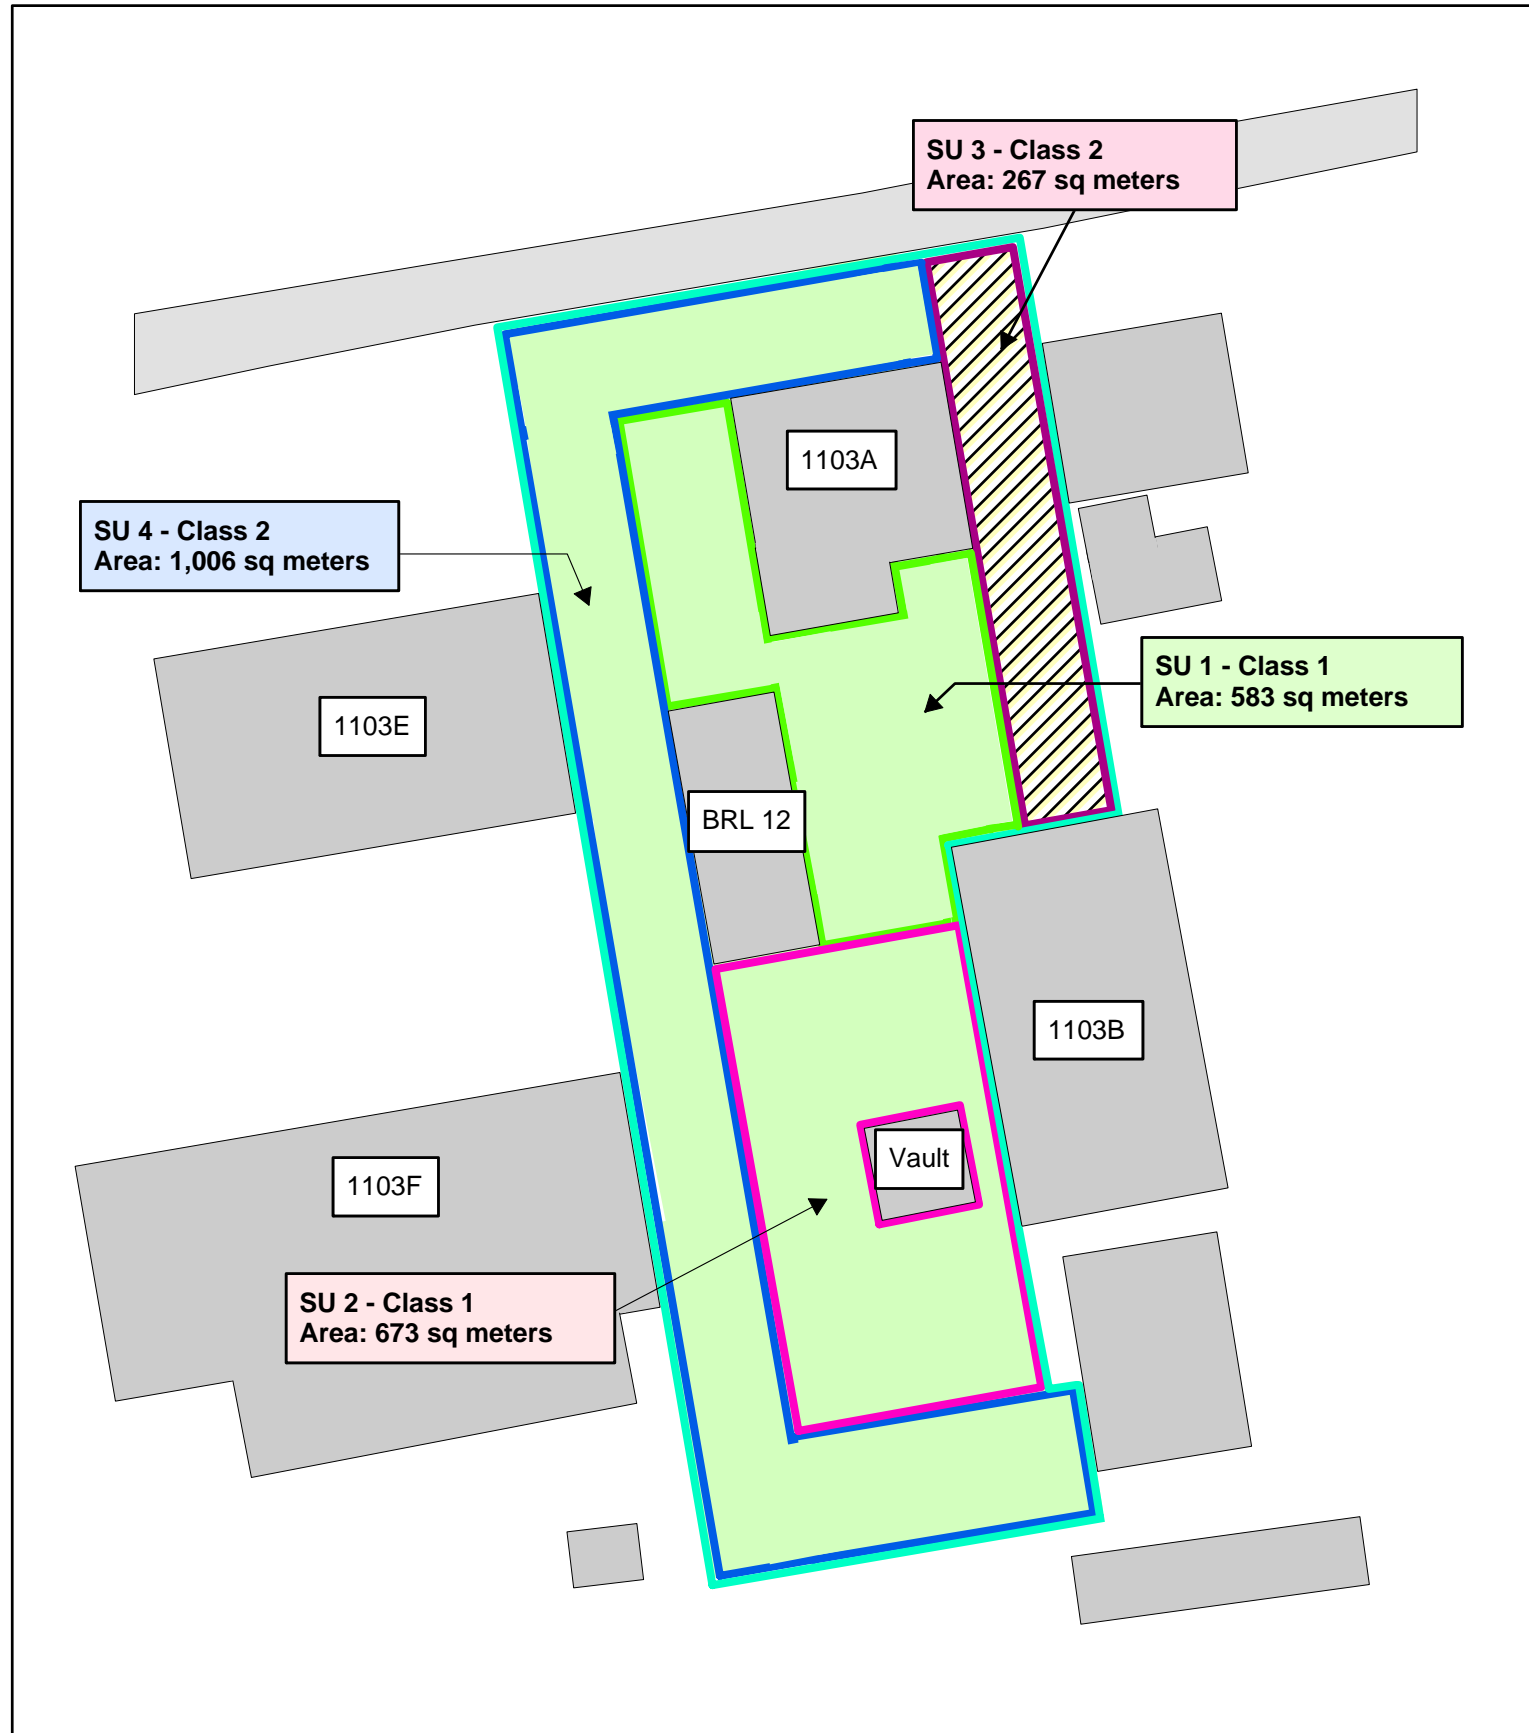 SU 3 - Class 2
Area: 267 sq meters
1103A
SU 4 - Class 2
Area: 1,006 sq meters
SU 1 - Class 1
Area: 583 sq meters
1103E
BRL 12
1103B
Vault
1103F
SU 2 - Class 1
Area: 673 sq meters